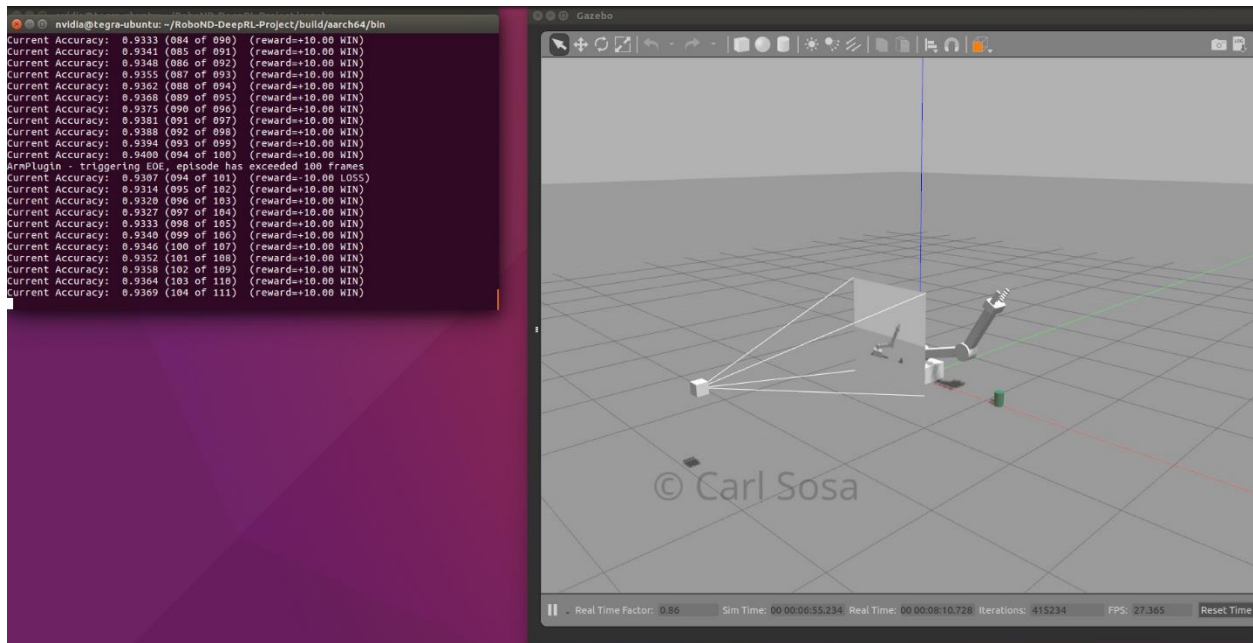 nvidia@tegra-ubuntu: ~/RoboND-DeepRL-Project/build/aarch64/bin
Current Accuracy:  0.9333 (084 of 090)  (reward=+10.00 WIN)
Current Accuracy:  0.9341 (085 of 091)  (reward=+10.00 WIN)
Current Accuracy:  0.9348 (086 of 092)  (reward=+10.00 WIN)
Current Accuracy:  0.9355 (087 of 093)  (reward=+10.00 WIN)
Current Accuracy:  0.9362 (088 of 094)  (reward=+10.00 WIN)
Current Accuracy:  0.9368 (089 of 095)  (reward=+10.00 WIN)
Current Accuracy:  0.9375 (090 of 096)  (reward=+10.00 WIN)
Current Accuracy:  0.9381 (091 of 097)  (reward=+10.00 WIN)
Current Accuracy:  0.9388 (092 of 098)  (reward=+10.00 WIN)
Current Accuracy:  0.9394 (093 of 099)  (reward=+10.00 WIN)
Current Accuracy:  0.9400 (094 of 100)  (reward=+10.00 WIN)
ArmPlugin - triggering EOE, episode has exceeded 100 frames
Current Accuracy:  0.9307 (094 of 101)  (reward=-10.00 LOSS)
Current Accuracy:  0.9314 (095 of 102)  (reward=+10.00 WIN)
Current Accuracy:  0.9320 (096 of 103)  (reward=+10.00 WIN)
Current Accuracy:  0.9327 (097 of 104)  (reward=+10.00 WIN)
Current Accuracy:  0.9333 (098 of 105)  (reward=+10.00 WIN)
Current Accuracy:  0.9340 (099 of 106)  (reward=+10.00 WIN)
Current Accuracy:  0.9346 (100 of 107)  (reward=+10.00 WIN)
Current Accuracy:  0.9352 (101 of 108)  (reward=+10.00 WIN)
Current Accuracy:  0.9358 (102 of 109)  (reward=+10.00 WIN)
Current Accuracy:  0.9364 (103 of 110)  (reward=+10.00 WIN)
Current Accuracy:  0.9369 (104 of 111)  (reward=+10.00 WIN)
Gazebo
LOG
© Carl Sosa
Real Time Factor: 0.86 Sim Time: 00 00:06:55.234 Real Time: 00 00:08:10.728 Iterations: 415234 FPS: 27.365 Reset Time